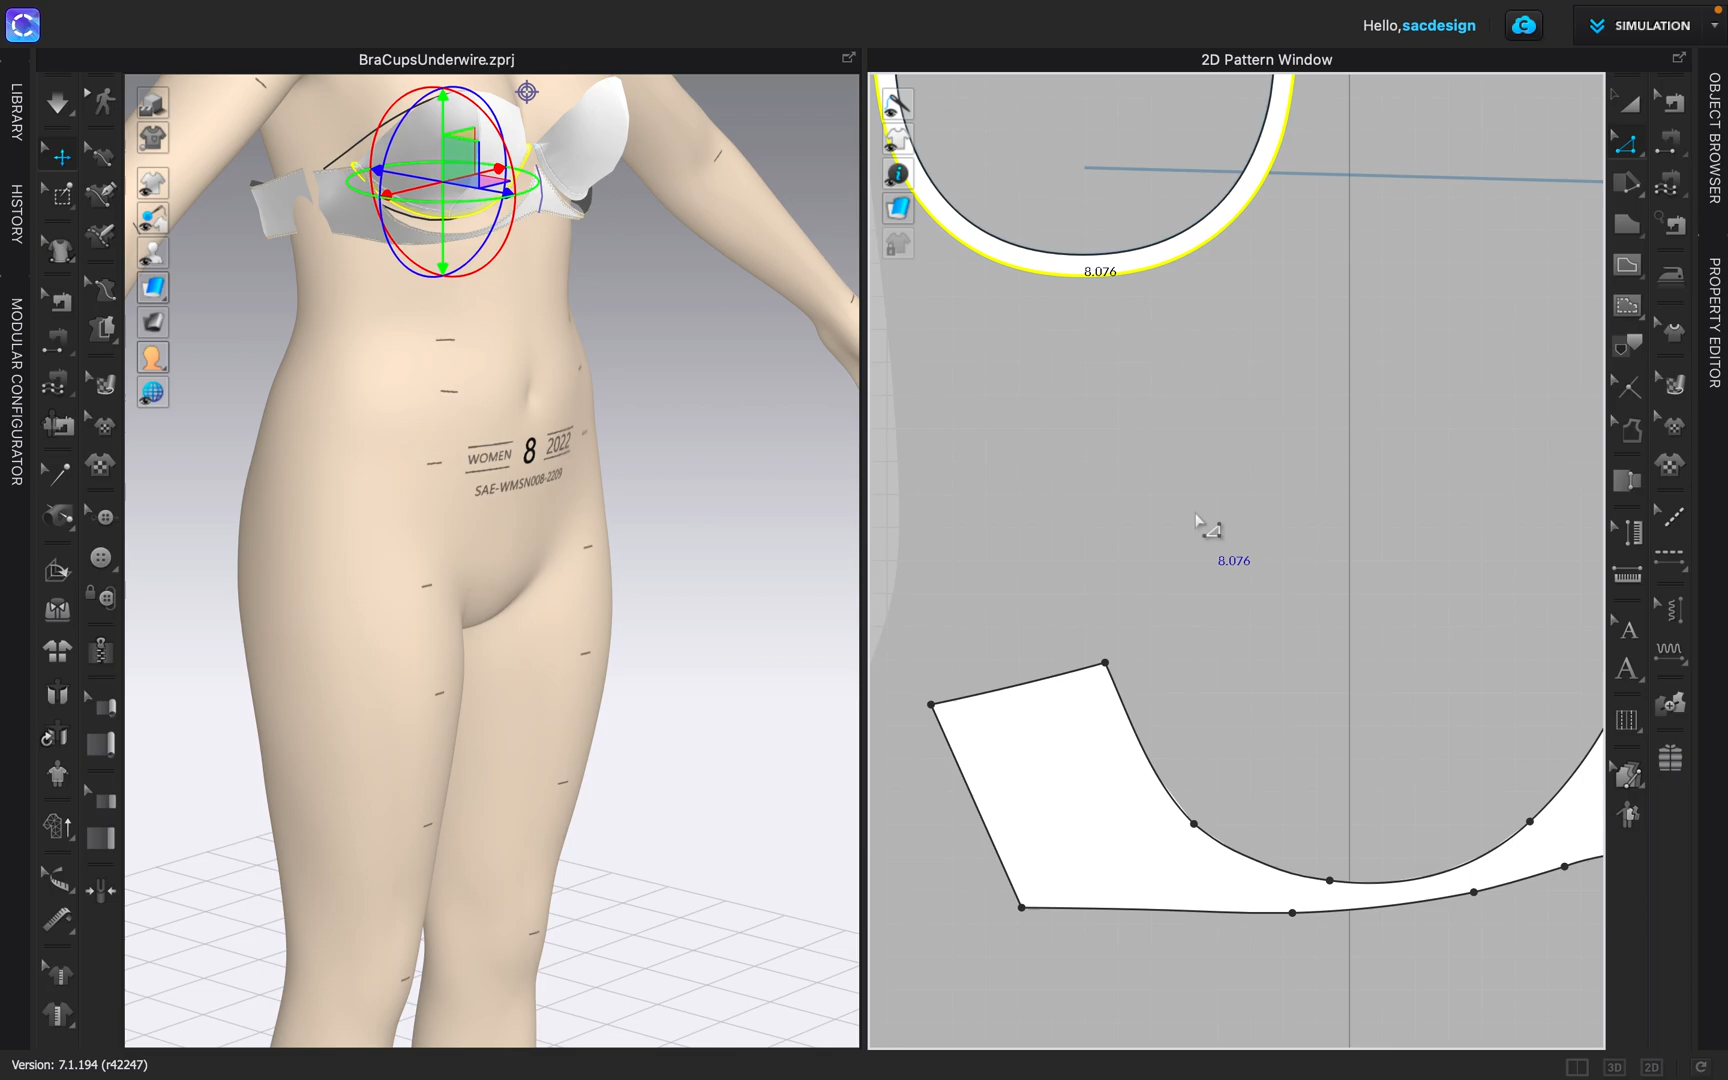 Hello,sacdesign
SIMULATION
BraCupsUnderwire.zprj
2D Pattern Window
LIBRARY
HISTORY
MODULAR CONFIGURATOR
OBJECT BROWSER
PROPERTY EDITOR
8.076
8.076
WOMEN 8 2022
SAE-WMSN008-2209
A
A
Version: 7.1.194 (r42247)
3D
2D